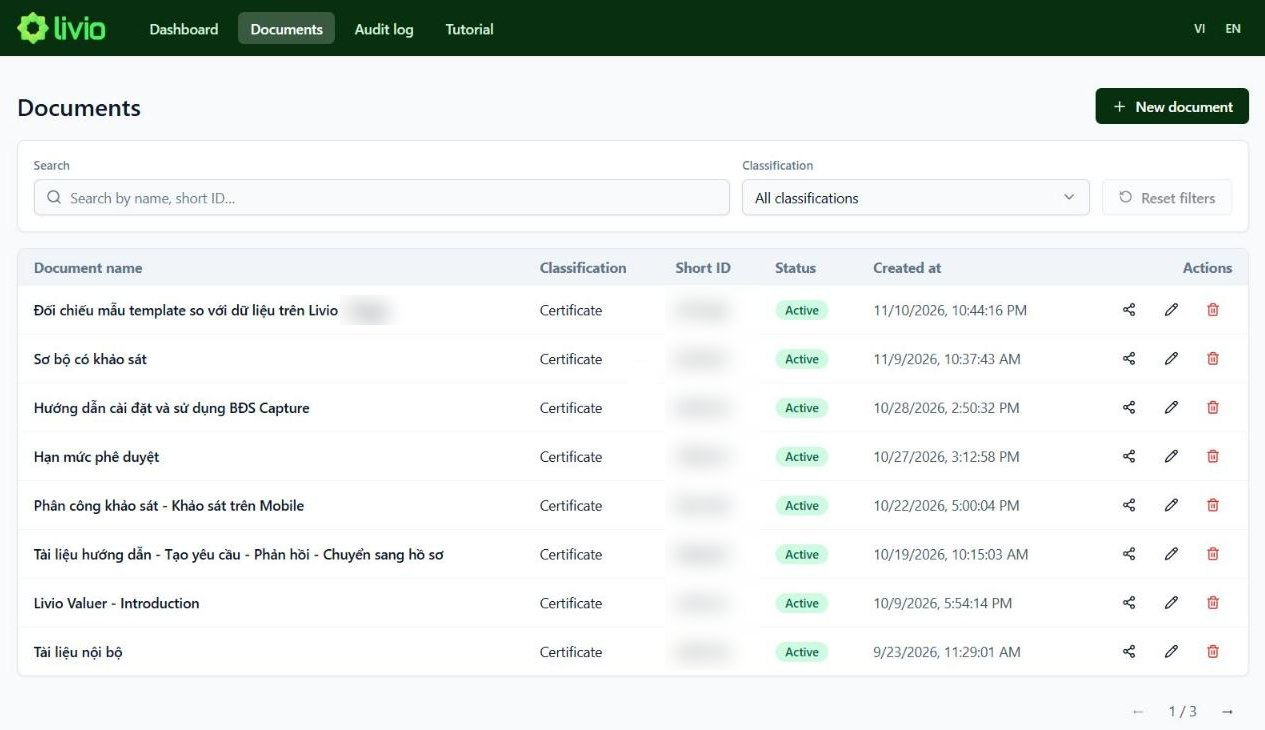 livio Dashboard Documents Audit log Tutorial VI EN
Documents
+ New document
Search
Classification
Search by name, short ID...
All classifications
Reset filters
Document name Classification Short ID Status Created at Actions
Đối chiếu mẫu template so với dữ liệu trên Livio Certificate Active 11/10/2026, 10:44:16 PM
Sơ bộ có khảo sát Certificate Active 11/9/2026, 10:37:43 AM
Hướng dẫn cài đặt và sử dụng BĐS Capture Certificate Active 10/28/2026, 2:50:32 PM
Hạn mức phê duyệt Certificate Active 10/27/2026, 3:12:58 PM
Phân công khảo sát - Khảo sát trên Mobile Certificate Active 10/22/2026, 5:00:04 PM
Tài liệu hướng dẫn - Tạo yêu cầu - Phản hồi - Chuyển sang hồ sơ Certificate Active 10/19/2026, 10:15:03 AM
Livio Valuer - Introduction Certificate Active 10/9/2026, 5:54:14 PM
Tài liệu nội bộ Certificate Active 9/23/2026, 11:29:01 AM
← 1 / 3 →